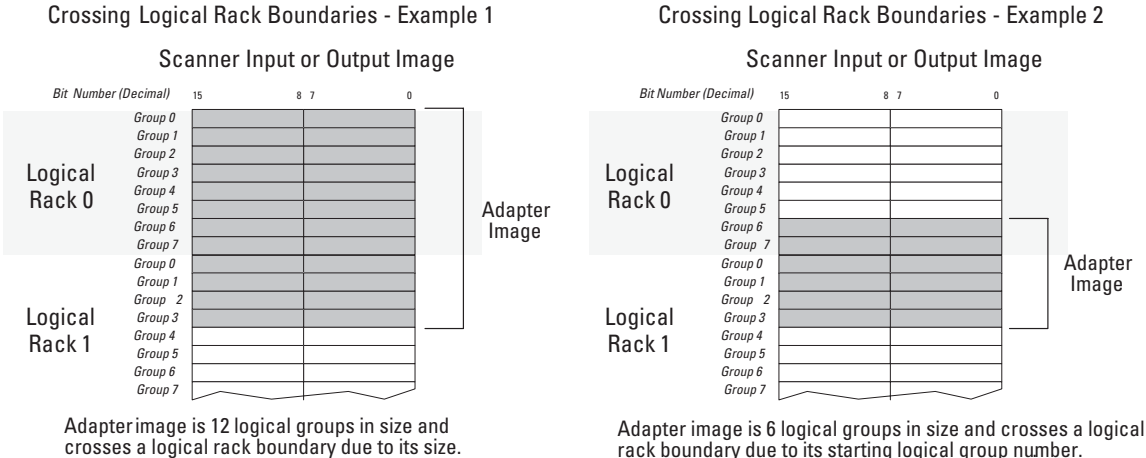 Crossing Logical Rack Boundaries - Example 1
Scanner Input or Output Image
Bit Number (Decimal) 15 8 7 0
Logical
Rack 0
Group 0
Group 1
Group 2
Group 3
Group 4
Group 5
Group 6
Group 7
Logical
Rack 1
Group 0
Group 1
Group 2
Group 3
Group 4
Group 5
Group 6
Group 7
Adapter
Image
Adapter image is 12 logical groups in size and
crosses a logical rack boundary due to its size.
Crossing Logical Rack Boundaries - Example 2
Scanner Input or Output Image
Bit Number (Decimal) 15 8 7 0
Logical
Rack 0
Group 0
Group 1
Group 2
Group 3
Group 4
Group 5
Group 6
Group 7
Logical
Rack 1
Group 0
Group 1
Group 2
Group 3
Group 4
Group 5
Group 6
Group 7
Adapter
Image
Adapter image is 6 logical groups in size and crosses a logical
rack boundary due to its starting logical group number.